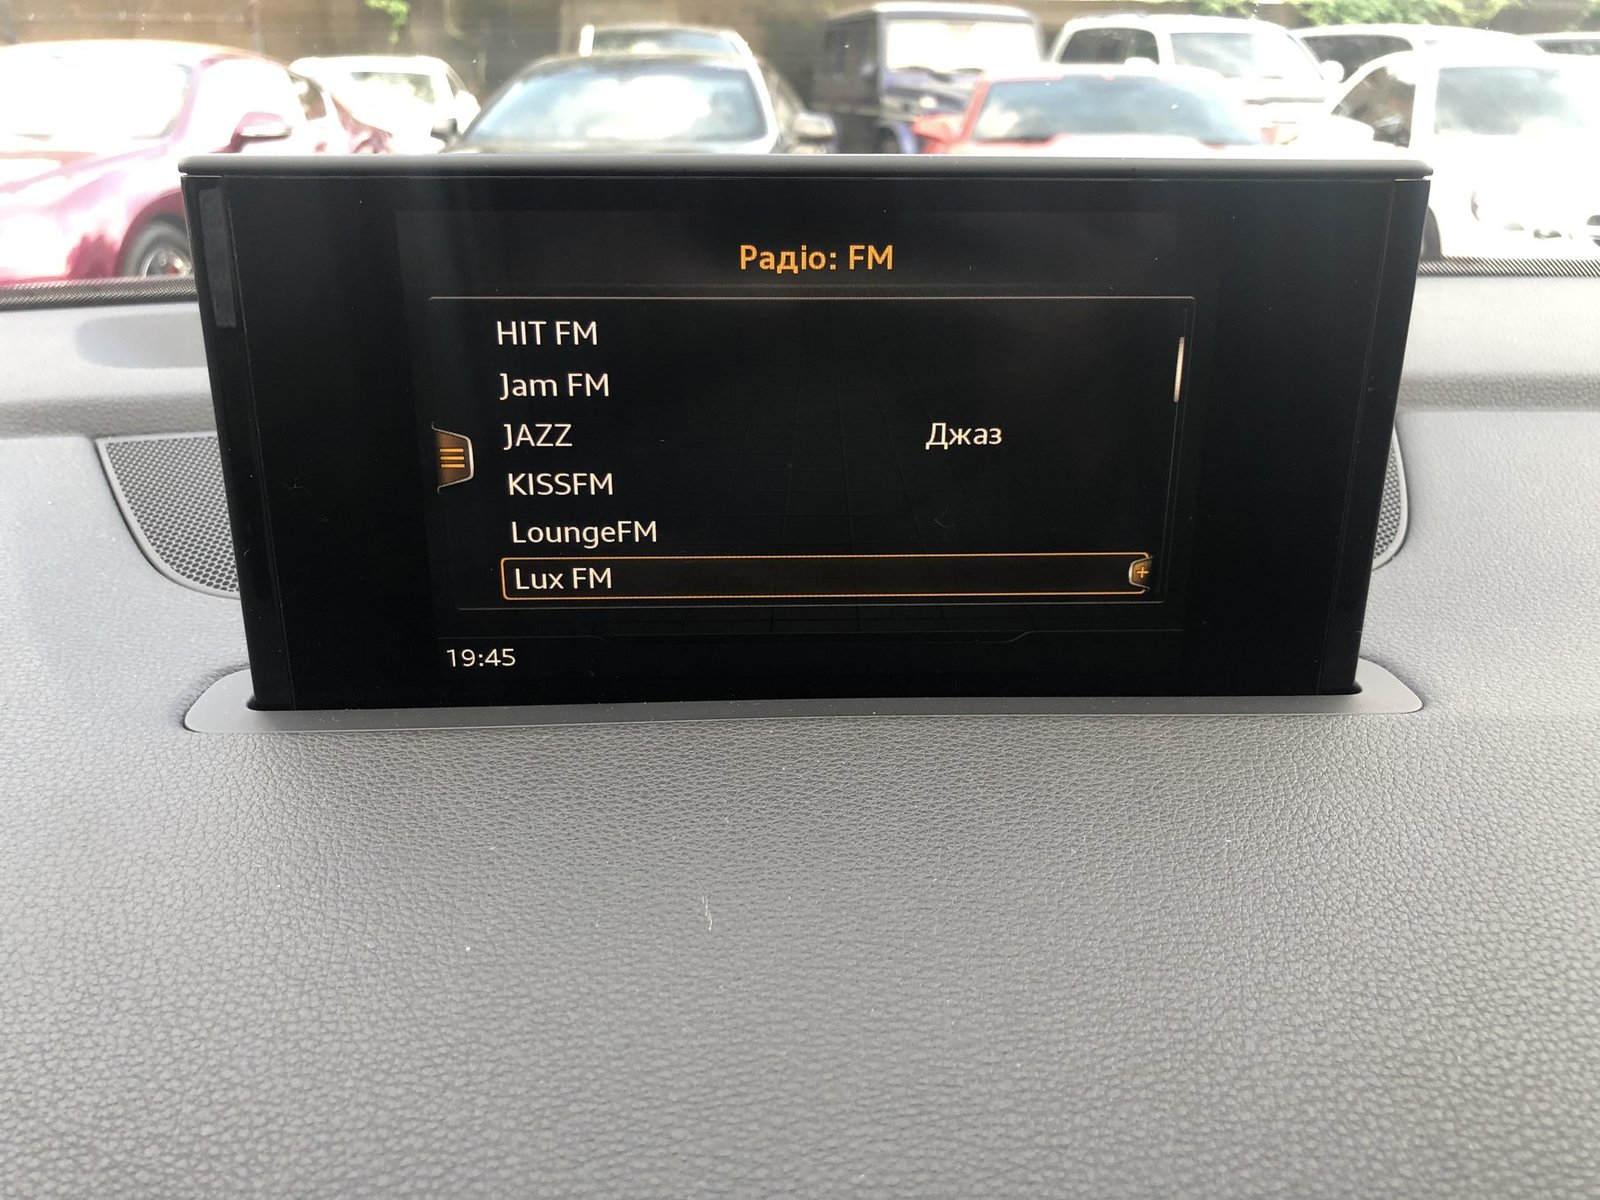 Радіо: FM
HIT FM
Jam FM
JAZZ Джаз
KISSFM
LoungeFM
Lux FM
19:45